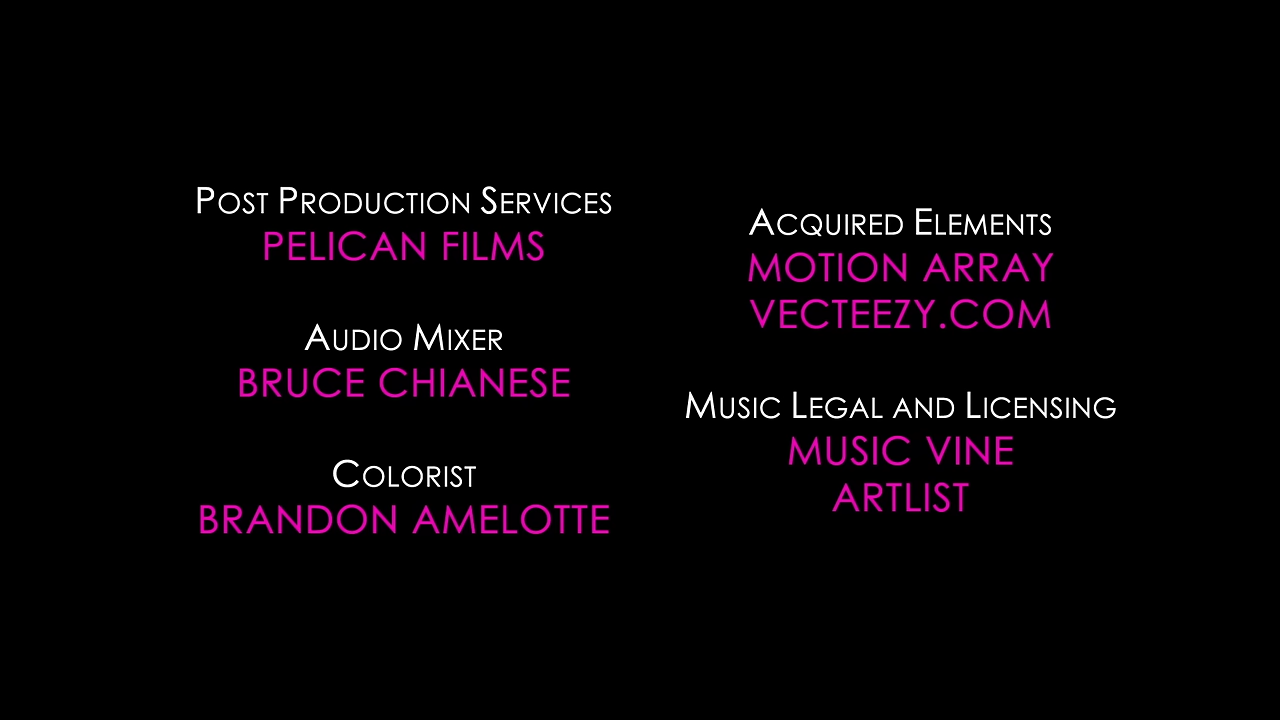 Post Production Services
PELICAN FILMS
Audio Mixer
BRUCE CHIANESE
Colorist
BRANDON AMELOTTE
Acquired Elements
MOTION ARRAY
VECTEEZY.COM
Music Legal and Licensing
MUSIC VINE
ARTLIST